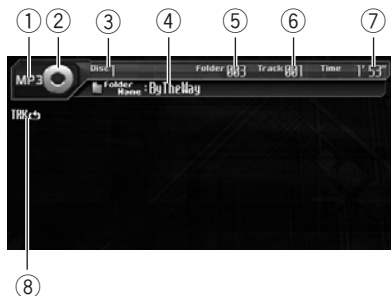 ① ② ③ ④ ⑤ ⑥ ⑦
MP3 Disc 1 Folder 003 Track 001 Time 1'53"
Folder Name :ByTheWay
TRK
⑧